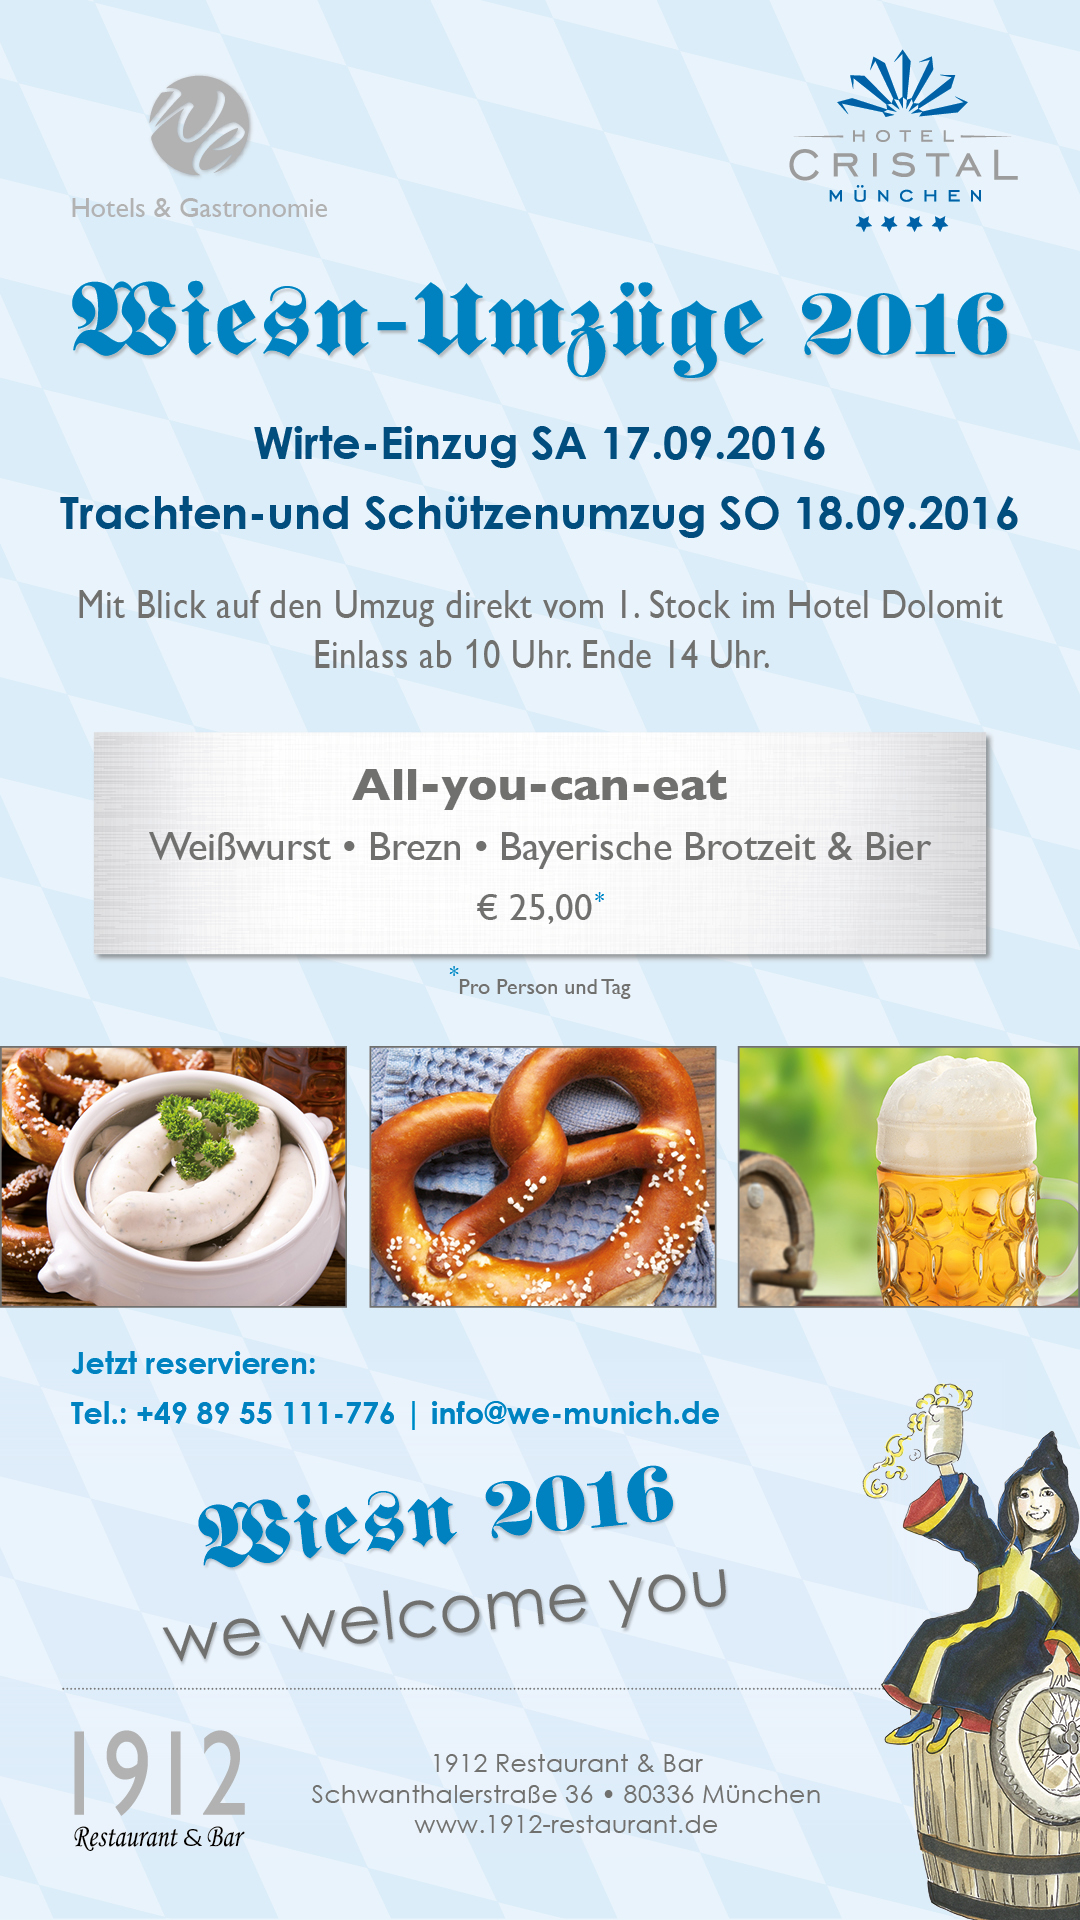 We
Hotels & Gastronomie
HOTEL
CRISTAL
MÜNCHEN
Wiesn-Umzüge 2016
Wirte-Einzug SA 17.09.2016
Trachten-und Schützenumzug SO 18.09.2016
Mit Blick auf den Umzug direkt vom 1. Stock im Hotel Dolomit
Einlass ab 10 Uhr. Ende 14 Uhr.
All-you-can-eat
Weißwurst • Brezn • Bayerische Brotzeit & Bier
€ 25,00*
*Pro Person und Tag
Jetzt reservieren:
Tel.: +49 89 55 111-776 | info@we-munich.de
Wiesn 2016
we welcome you
1912
Restaurant & Bar
1912 Restaurant & Bar
Schwanthalerstraße 36 • 80336 München
www.1912-restaurant.de